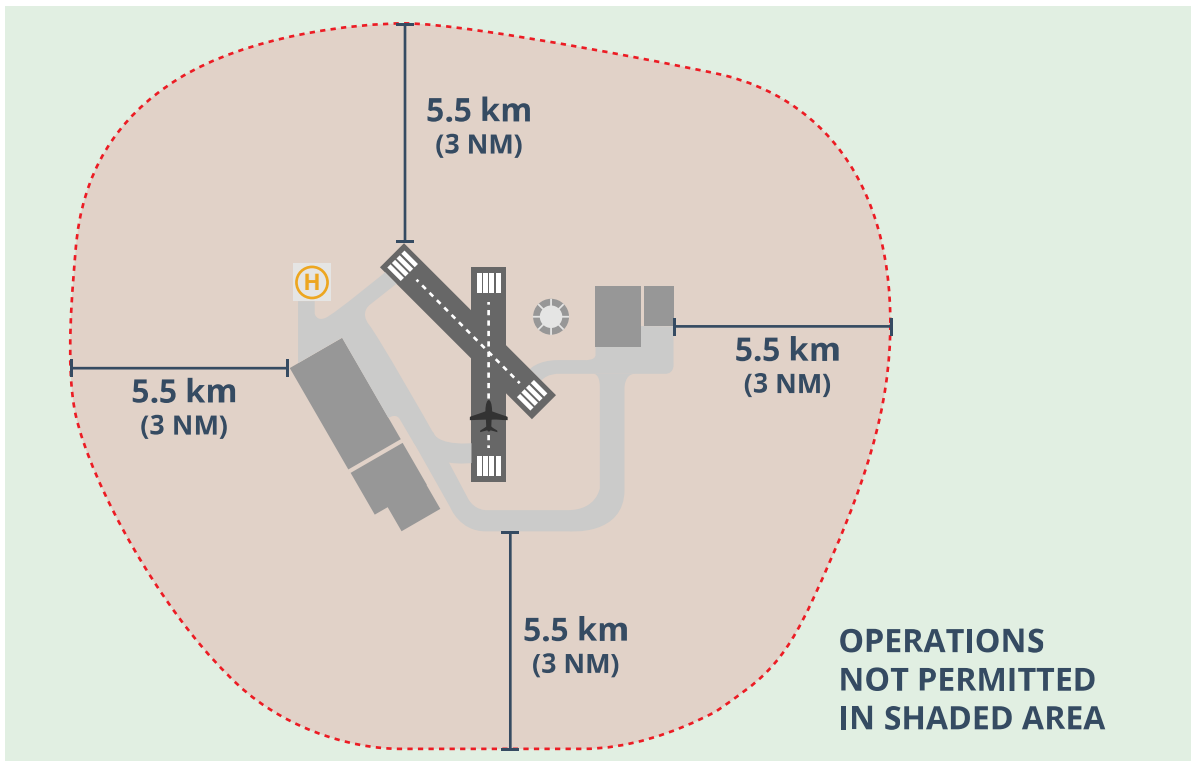 5.5 km
(3 NM)
H
5.5 km
(3 NM)
5.5 km
(3 NM)
5.5 km
(3 NM)
OPERATIONS
NOT PERMITTED
IN SHADED AREA